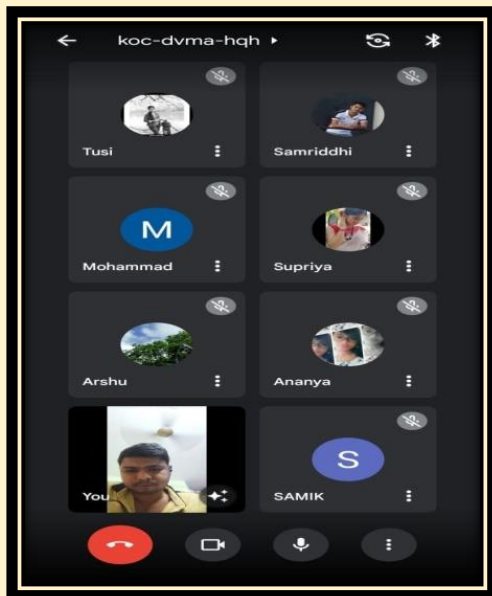 koc-dvma-hqh
Tusi
Samriddhi
M
Mohammad
Supriya
Arshu
Ananya
You
S
SAMIK